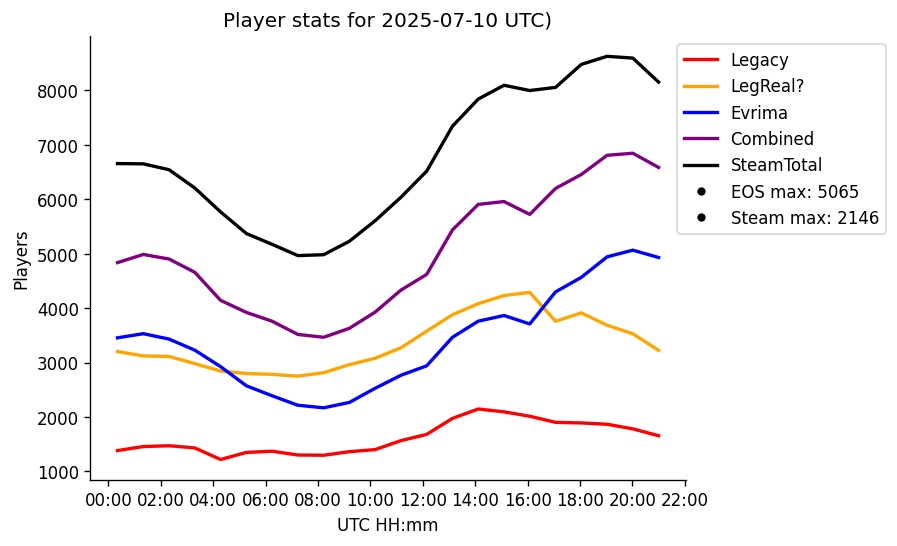 Player stats for 2025-07-10 UTC)
Legacy
LegReal?
Evrima
Combined
SteamTotal
EOS max: 5065
Steam max: 2146
Players
8000
7000
6000
5000
4000
3000
2000
1000
00:00 02:00 04:00 06:00 08:00 10:00 12:00 14:00 16:00 18:00 20:00 22:00
UTC HH:mm